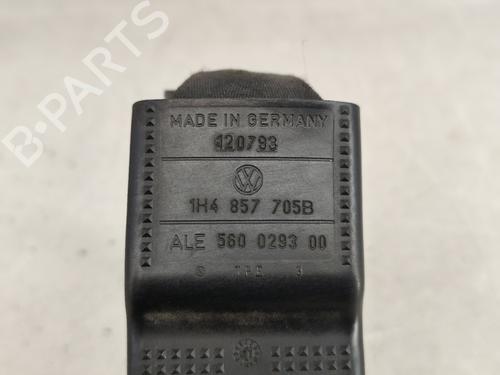 B-PARTS
MADE IN GERMANY
120793
VW
1H4 857 705B
ALE 560 0293 00